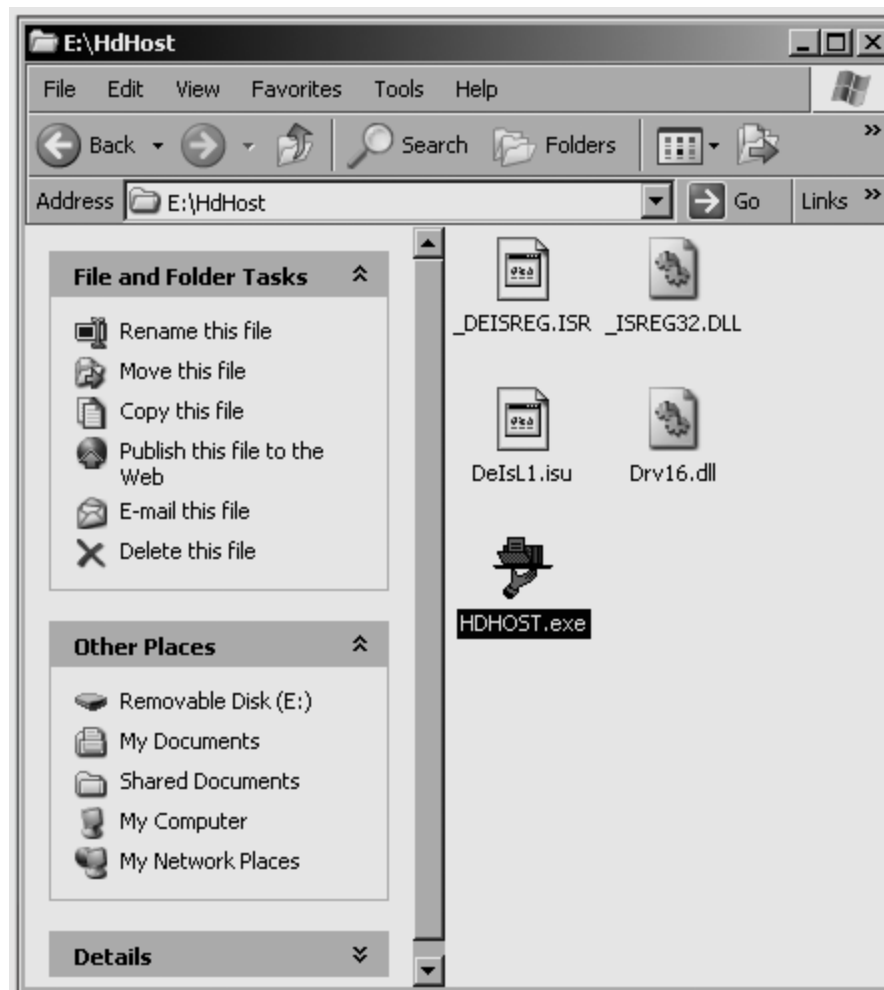 E:\HdHost
File Edit View Favorites Tools Help
Back Search Folders
Address E:\HdHost Go Links
File and Folder Tasks
Rename this file
Move this file
Copy this file
Publish this file to the
Web
E-mail this file
Delete this file
Other Places
Removable Disk (E:)
My Documents
Shared Documents
My Computer
My Network Places
Details
_DEISREG.ISR _ISREG32.DLL
DeIsL1.isu Drv16.dll
HDHOST.exe